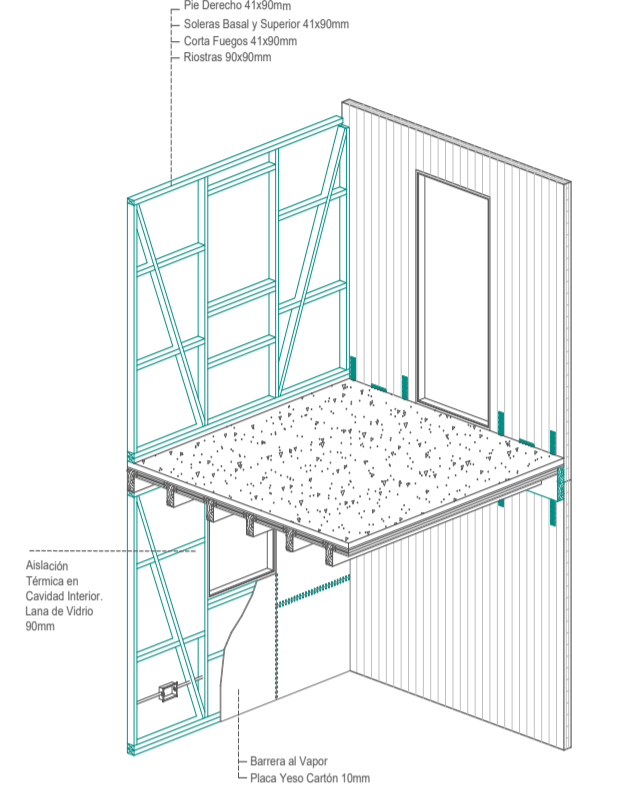 Pie Derecho 41x90mm
Soleras Basal y Superior 41x90mm
Corta Fuegos 41x90mm
Riostras 90x90mm
Aislación
Térmica en
Cavidad Interior.
Lana de Vidrio
90mm
Barrera al Vapor
Placa Yeso Cartón 10mm